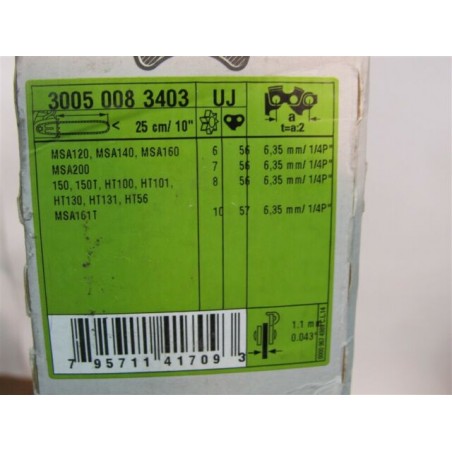 3005 008 3403 UJ
< 25 cm/ 10" a
t=a:2
MSA120, MSA140, MSA160 6 56 6,35 mm/ 1/4P"
MSA200 7 56 6,35 mm/ 1/4P"
150, 150T, HT100, HT101, 8 56 6,35 mm/ 1/4P"
HT130, HT131, HT56
MSA161T 10 57 6,35 mm/ 1/4P"
1.1 mm
0.043"
7 95711 41709 3